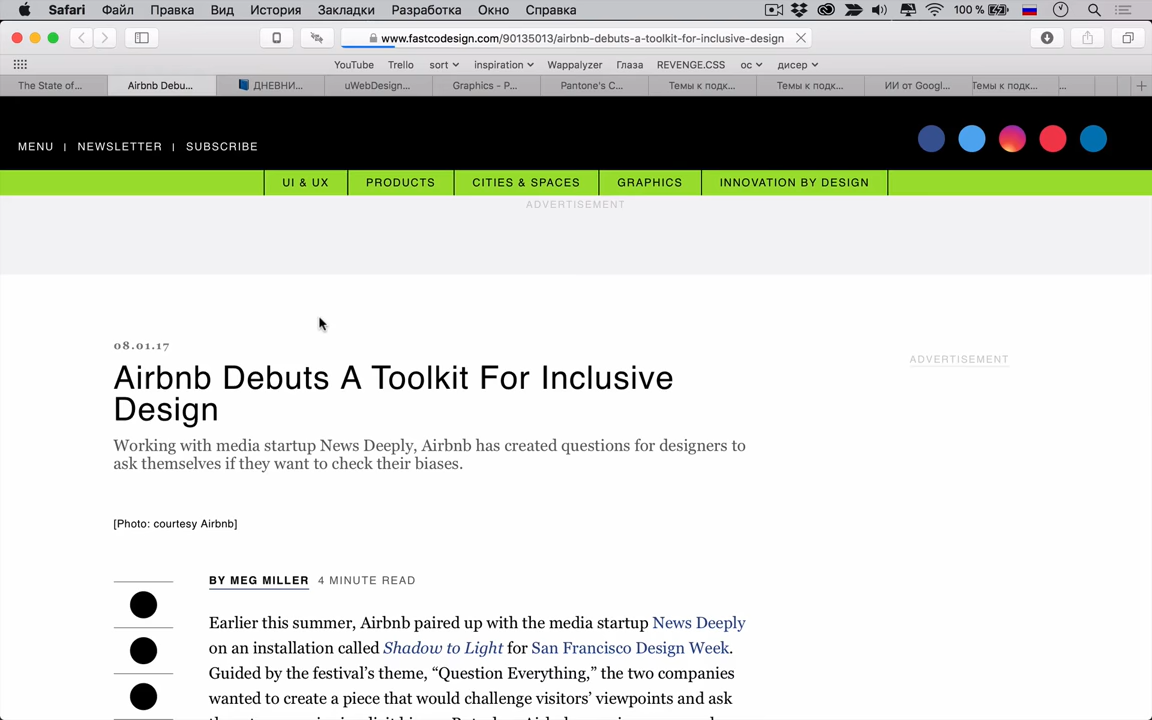 Safari Файл Правка Вид История Закладки Разработка Окно Справка 100 %
www.fastcodesign.com/90135013/airbnb-debuts-a-toolkit-for-inclusive-design
YouTube Trello sort inspiration Wappalyzer Глаза REVENGE.CSS ос дисер
The State of... Airbnb Debu... ДНЕВНИ... uWebDesign... Graphics - P... Pantone's C... Темы к подк... Темы к подк... ИИ от Googl... Темы к подк... ...
MENU | NEWSLETTER | SUBSCRIBE
UI & UX PRODUCTS CITIES & SPACES GRAPHICS INNOVATION BY DESIGN
ADVERTISEMENT
08.01.17
ADVERTISEMENT
Airbnb Debuts A Toolkit For Inclusive
Design
Working with media startup News Deeply, Airbnb has created questions for designers to
ask themselves if they want to check their biases.
[Photo: courtesy Airbnb]
BY MEG MILLER 4 MINUTE READ
Earlier this summer, Airbnb paired up with the media startup News Deeply
on an installation called Shadow to Light for San Francisco Design Week.
Guided by the festival's theme, “Question Everything,” the two companies
wanted to create a piece that would challenge visitors’ viewpoints and ask